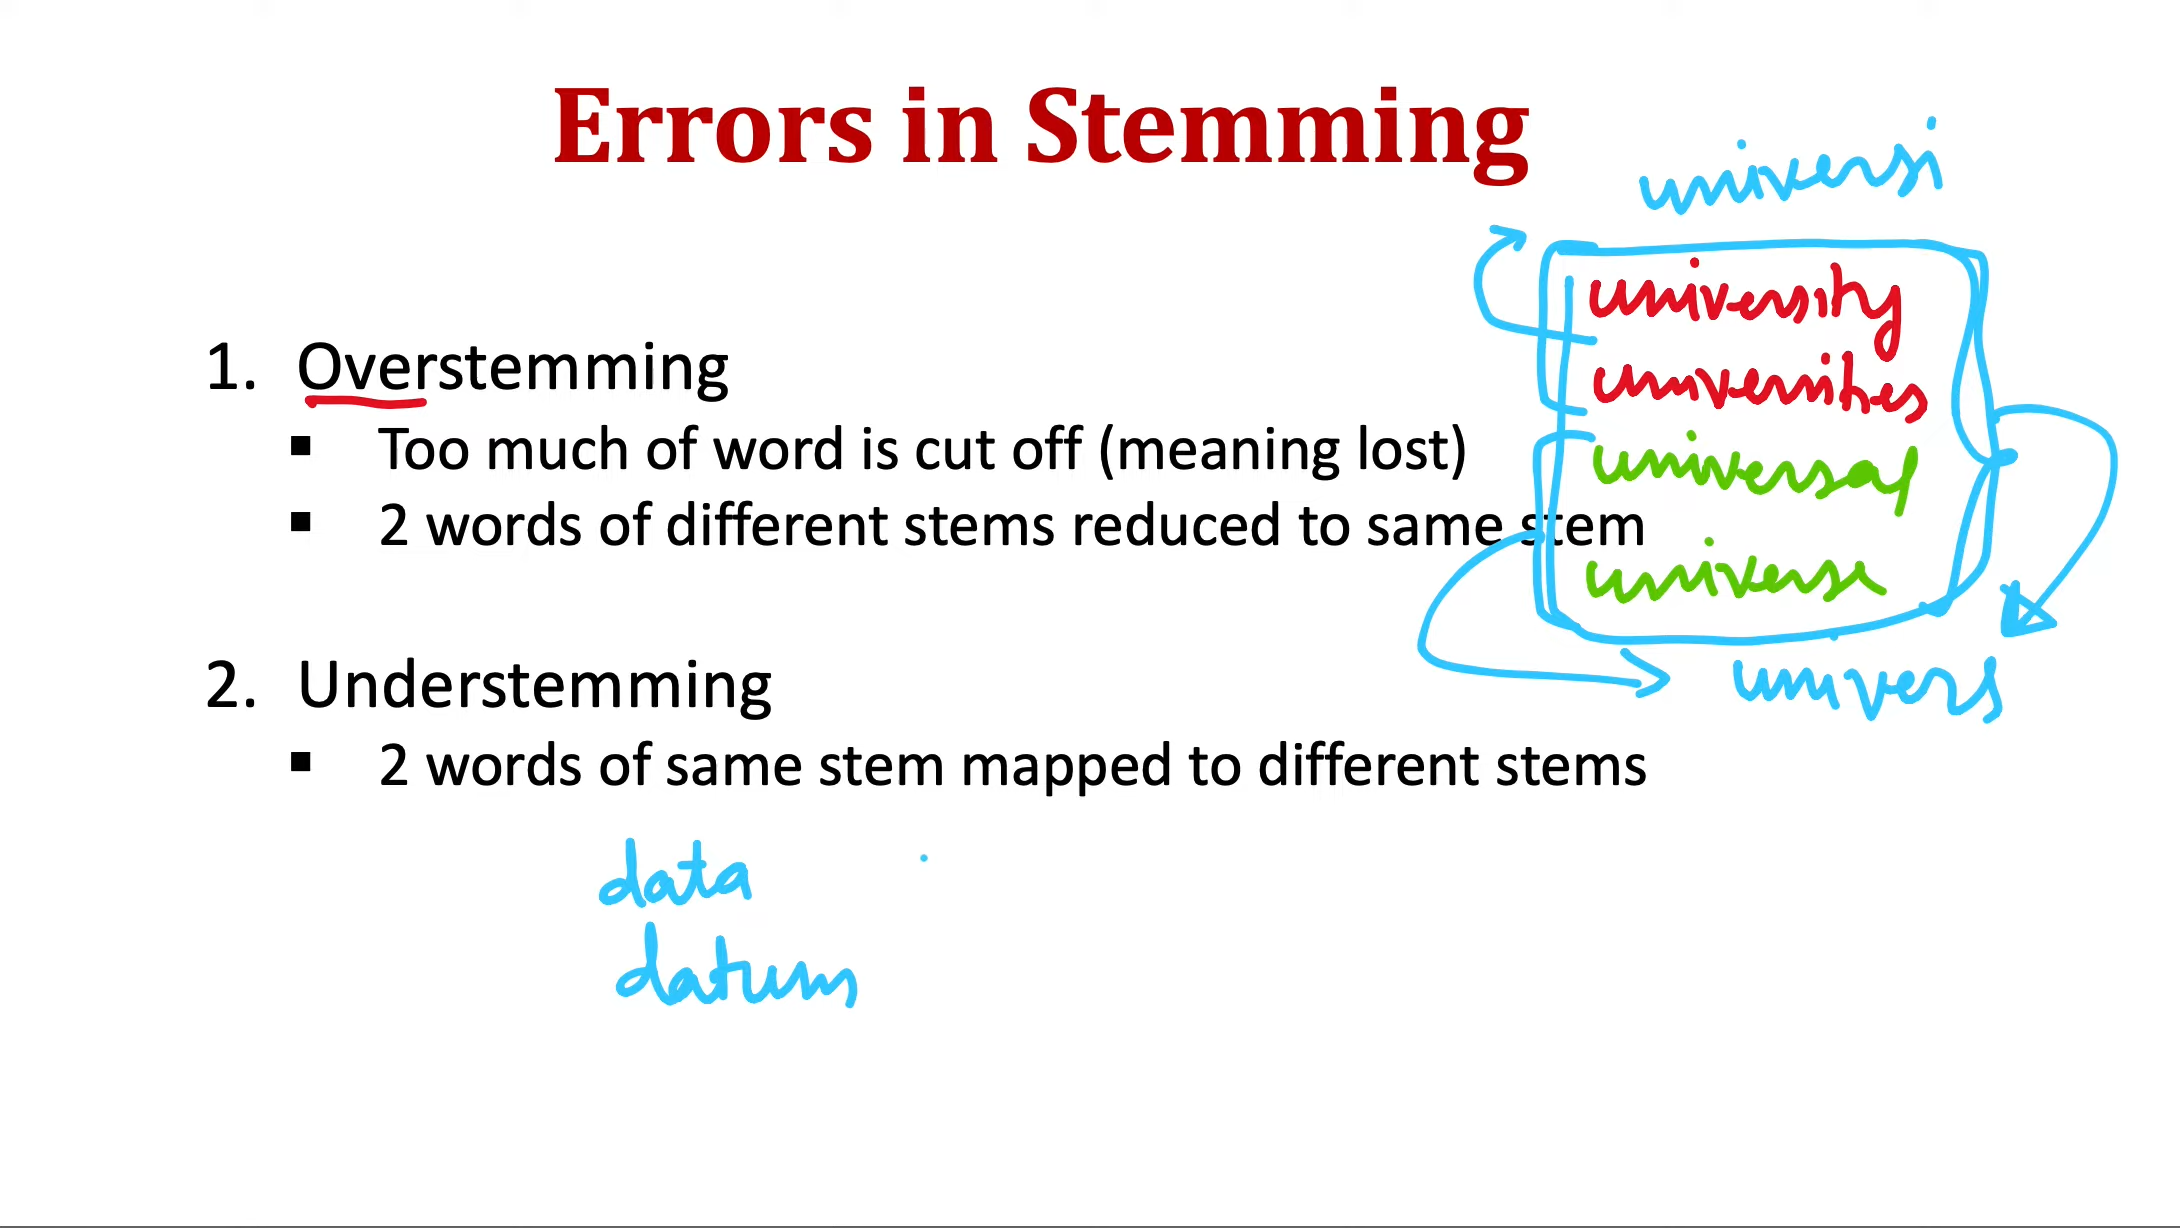 Errors in Stemming
universi
university
universities
universal
universe
univers
1. Overstemming
▪ Too much of word is cut off (meaning lost)
▪ 2 words of different stems reduced to same stem
2. Understemming
▪ 2 words of same stem mapped to different stems
data
datum